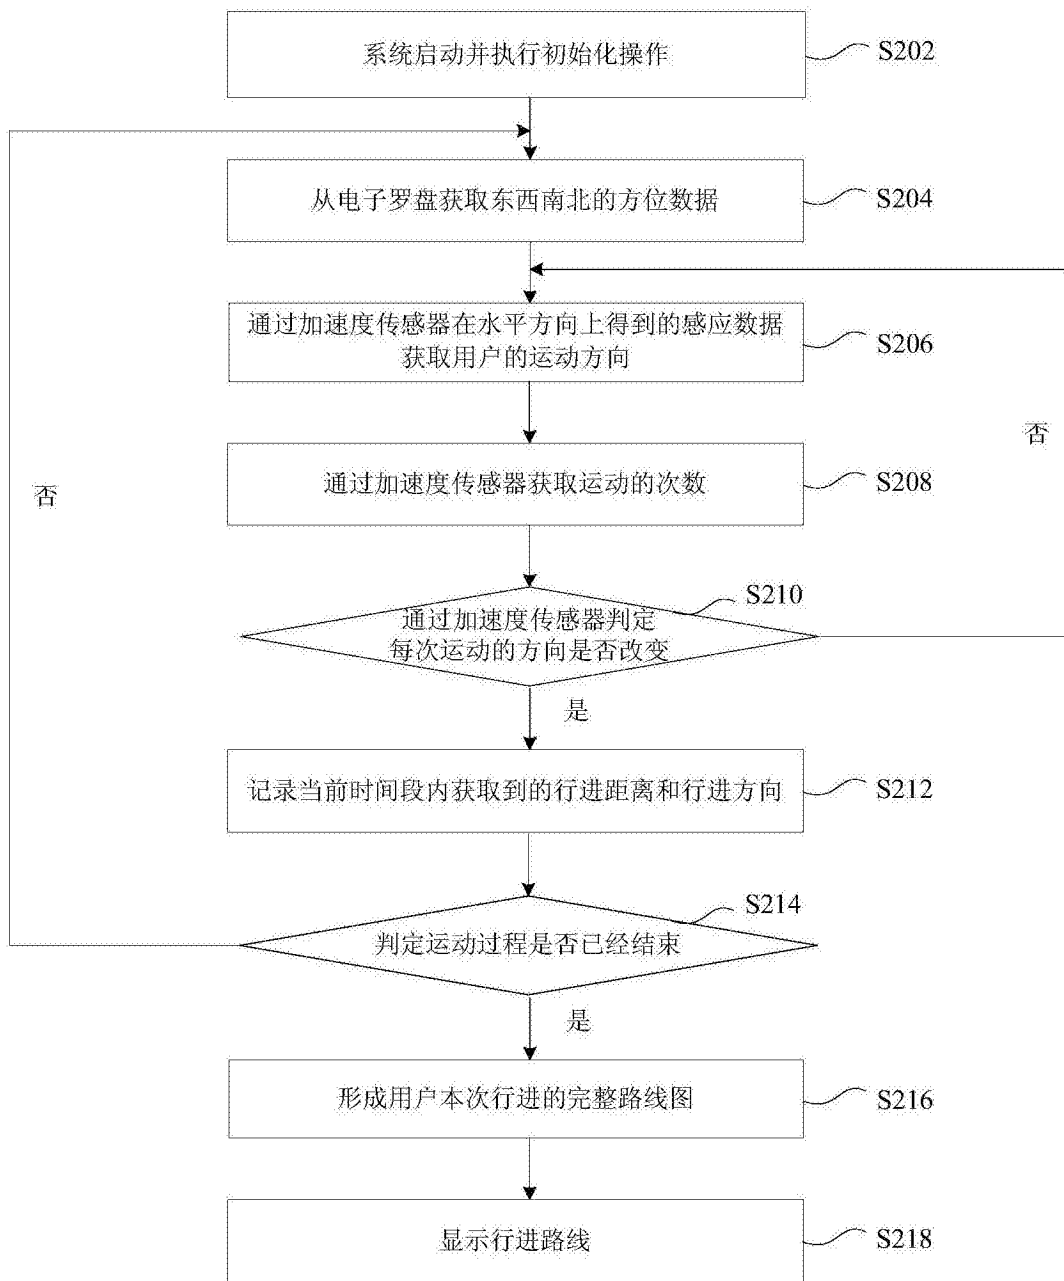 系统启动并执行初始化操作
S202
从电子罗盘获取东西南北的方位数据
S204
通过加速度传感器在水平方向上得到的感应数据
获取用户的运动方向
S206
否
否
通过加速度传感器获取运动的次数
S208
S210
通过加速度传感器判定
每次运动的方向是否改变
是
记录当前时间段内获取到的行进距离和行进方向
S212
S214
判定运动过程是否已经结束
是
形成用户本次行进的完整路线图
S216
显示行进路线
S218